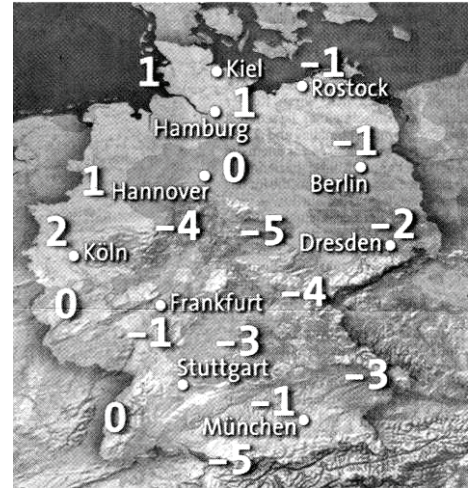 -1
1
Kiel
Rostock
1
Hamburg
-1
0
Berlin
1
Hannover
2
-4
-5
-2
Dresden
Köln
-4
0
Frankfurt
-1
-3
Stuttgart
-3
-1
0
München
-5